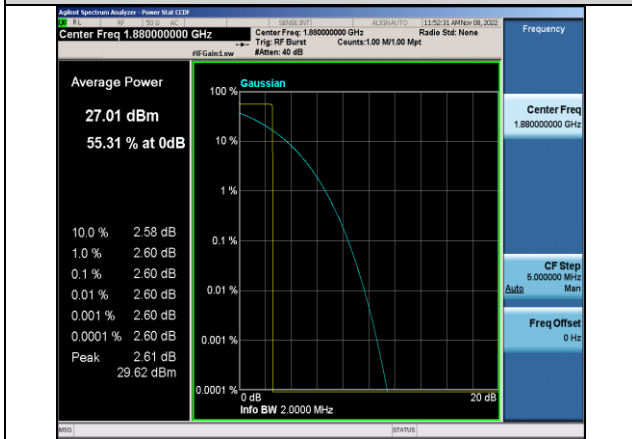 Agilent Spectrum Analyzer - Power Stat CCDF
RL RF 50 Ω AC SENSE:INT ALIGNAUTO 11:52:31 AMNov 08, 2022
Center Freq 1.880000000 GHz
Center Freq: 1.880000000 GHz Radio Std: None
Trig: RF Burst Counts:1.00 M/1.00 Mpt
#IFGain:Low #Atten: 40 dB
Frequency
Average Power
27.01 dBm
55.31 % at 0dB
10.0 % 2.58 dB
1.0 % 2.60 dB
0.1 % 2.60 dB
0.01 % 2.60 dB
0.001 % 2.60 dB
0.0001 % 2.60 dB
Peak 2.61 dB
29.62 dBm
Gaussian
100 %
10 %
1 %
0.1 %
0.01 %
0.001 %
0.0001 %
0 dB 20 dB
Info BW 2.0000 MHz
Center Freq
1.880000000 GHz
CF Step
5.000000 MHz
Auto Man
Freq Offset
0 Hz
MSG STATUS